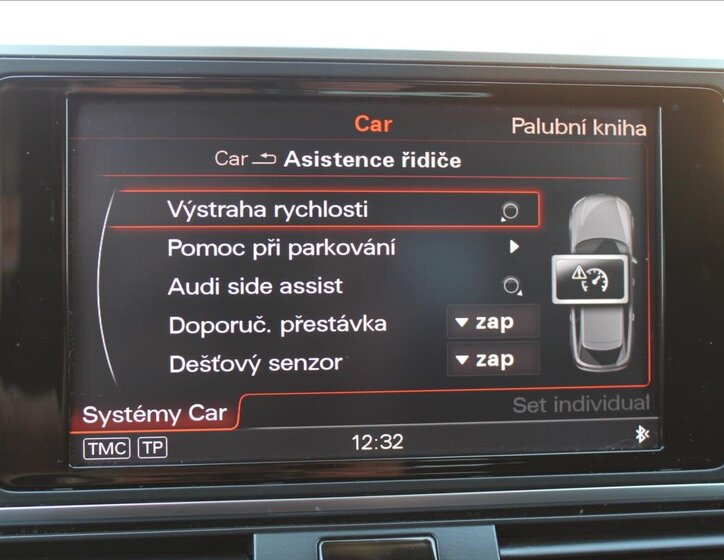 Car
Palubní kniha
Car Asistence řidiče
Výstraha rychlosti
Pomoc při parkování
Audi side assist
Doporuč. přestávka zap
Dešťový senzor zap
Set individual
Systémy Car
TMC TP 12:32